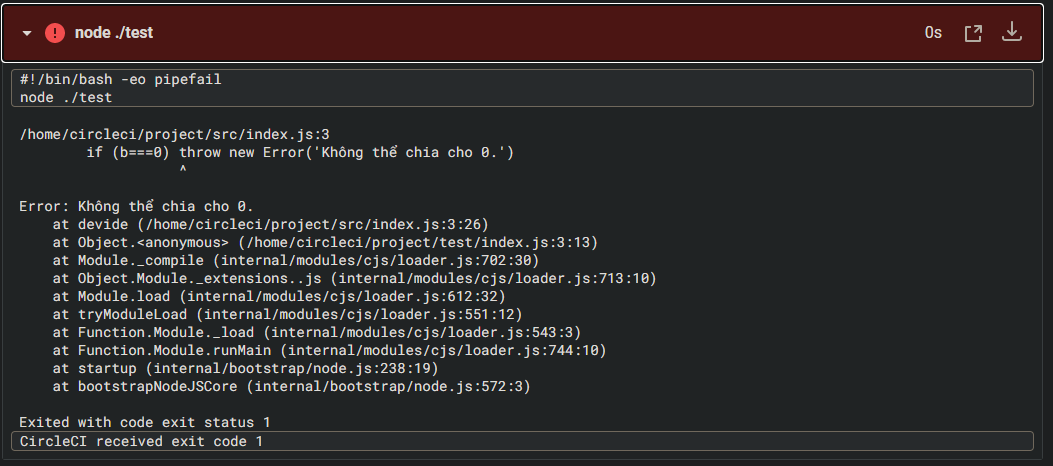 node ./test
0s
#!/bin/bash -eo pipefail
node ./test
/home/circleci/project/src/index.js:3
        if (b===0) throw new Error('Không thể chia cho 0.')
                   ^
Error: Không thể chia cho 0.
    at devide (/home/circleci/project/src/index.js:3:26)
    at Object.<anonymous> (/home/circleci/project/test/index.js:3:13)
    at Module._compile (internal/modules/cjs/loader.js:702:30)
    at Object.Module._extensions..js (internal/modules/cjs/loader.js:713:10)
    at Module.load (internal/modules/cjs/loader.js:612:32)
    at tryModuleLoad (internal/modules/cjs/loader.js:551:12)
    at Function.Module._load (internal/modules/cjs/loader.js:543:3)
    at Function.Module.runMain (internal/modules/cjs/loader.js:744:10)
    at startup (internal/bootstrap/node.js:238:19)
    at bootstrapNodeJSCore (internal/bootstrap/node.js:572:3)
Exited with code exit status 1
CircleCI received exit code 1